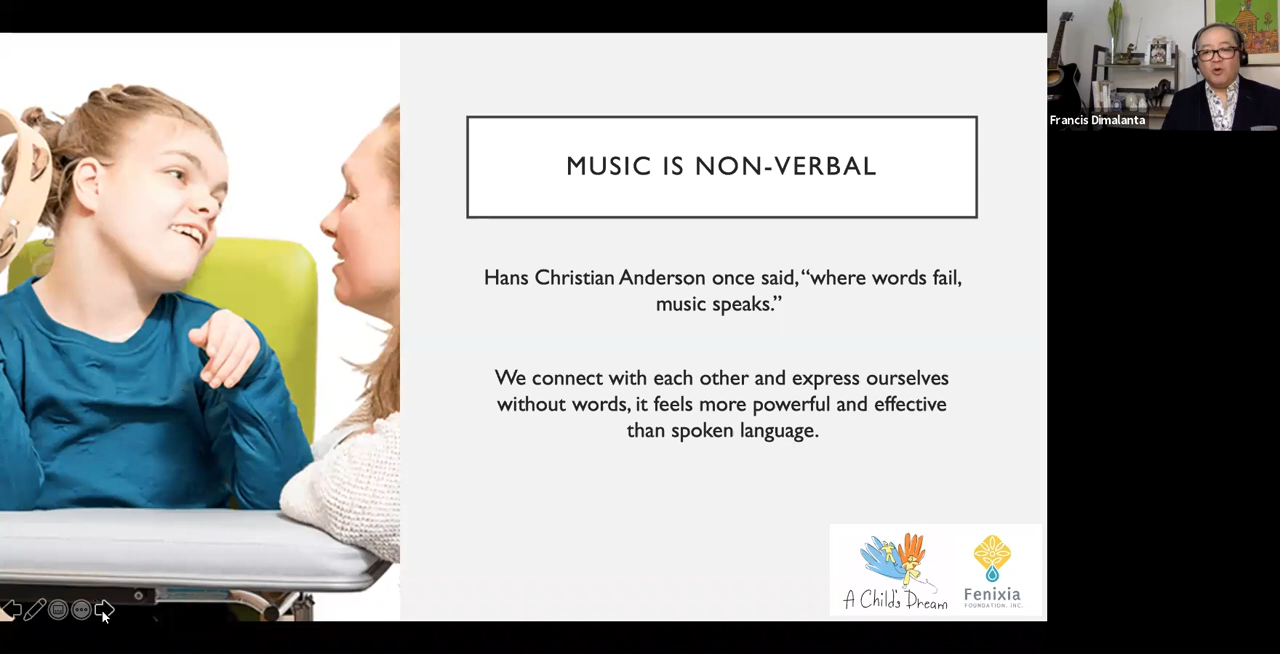 MUSIC IS NON-VERBAL
Hans Christian Anderson once said, “where words fail,
music speaks.”
We connect with each other and express ourselves
without words, it feels more powerful and effective
than spoken language.
A Child's Dream
Fenixia
FOUNDATION, INC.
Francis Dimalanta